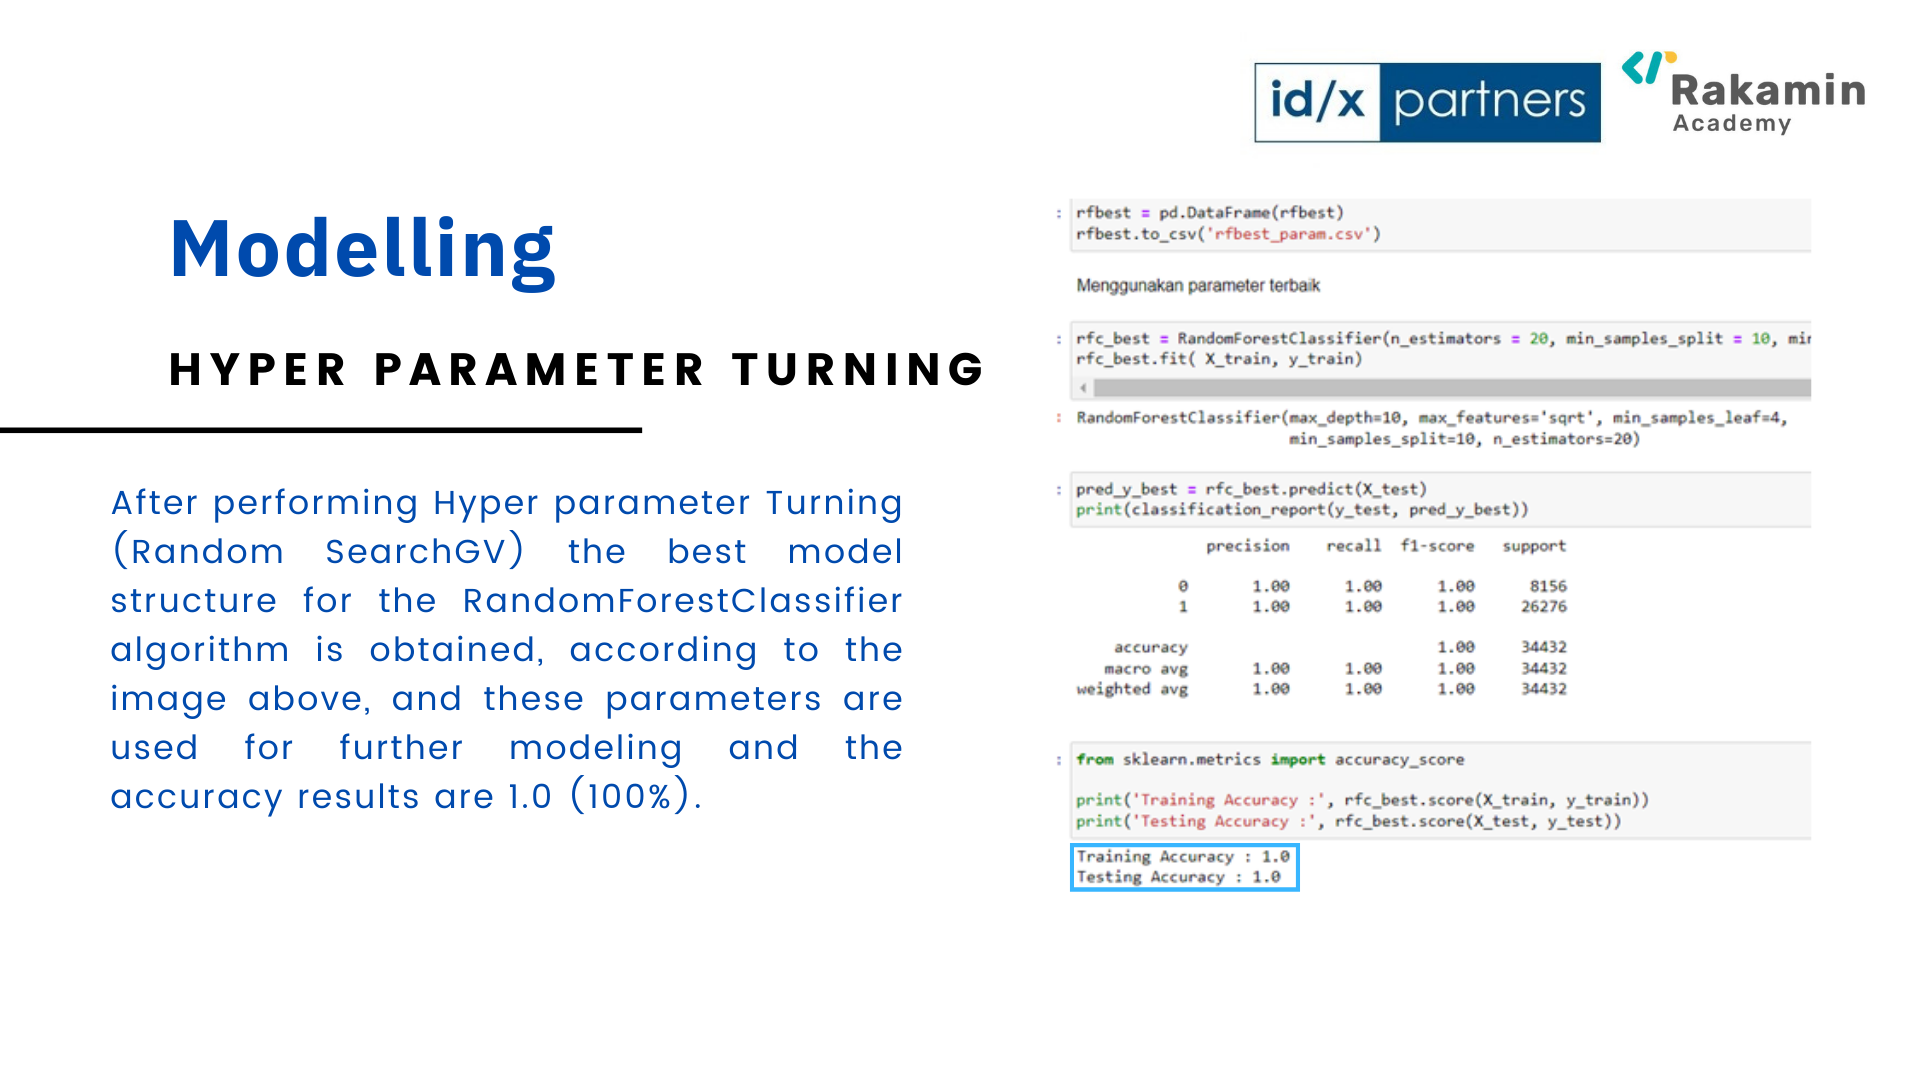 id/x partners
Rakamin
Academy
Modelling
HYPER PARAMETER TURNING
After performing Hyper parameter Turning
(Random SearchGV) the best model
structure for the RandomForestClassifier
algorithm is obtained, according to the
image above, and these parameters are
used for further modeling and the
accuracy results are 1.0 (100%).
: rfbest = pd.DataFrame(rfbest)
rfbest.to_csv('rfbest_param.csv')
Menggunakan parameter terbaik
: rfc_best = RandomForestClassifier(n_estimators = 20, min_samples_split = 10, mir
rfc_best.fit( X_train, y_train)
: RandomForestClassifier(max_depth=10, max_features='sqrt', min_samples_leaf=4,
min_samples_split=10, n_estimators=20)
: pred_y_best = rfc_best.predict(X_test)
print(classification_report(y_test, pred_y_best))
precision recall f1-score support
0 1.00 1.00 1.00 8156
1 1.00 1.00 1.00 26276
accuracy 1.00 34432
macro avg 1.00 1.00 1.00 34432
weighted avg 1.00 1.00 1.00 34432
: from sklearn.metrics import accuracy_score
print('Training Accuracy :', rfc_best.score(X_train, y_train))
print('Testing Accuracy :', rfc_best.score(X_test, y_test))
Training Accuracy : 1.0
Testing Accuracy : 1.0